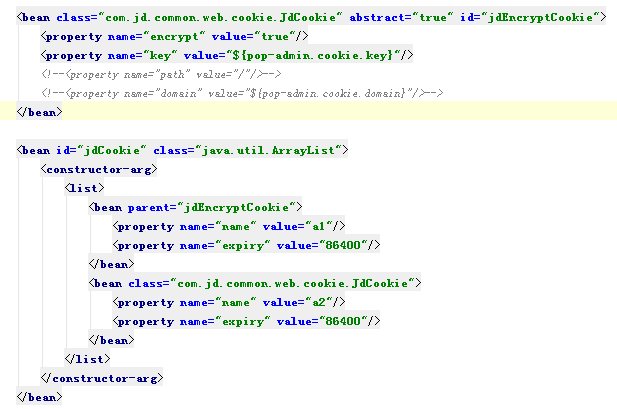 <bean class="com.jd.common.web.cookie.JdCookie" abstract="true" id="jdEncryptCookie">
<property name="encrypt" value="true"/>
<property name="key" value="${pop-admin.cookie.key}"/>
<!--<property name="path" value="/"/>-->
<!--<property name="domain" value="${pop-admin.cookie.domain}"/>-->
</bean>
<bean id="jdCookie" class="java.util.ArrayList">
<constructor-arg>
<list>
<bean parent="jdEncryptCookie">
<property name="name" value="a1"/>
<property name="expiry" value="86400"/>
</bean>
<bean class="com.jd.common.web.cookie.JdCookie">
<property name="name" value="a2"/>
<property name="expiry" value="86400"/>
</bean>
</list>
</constructor-arg>
</bean>